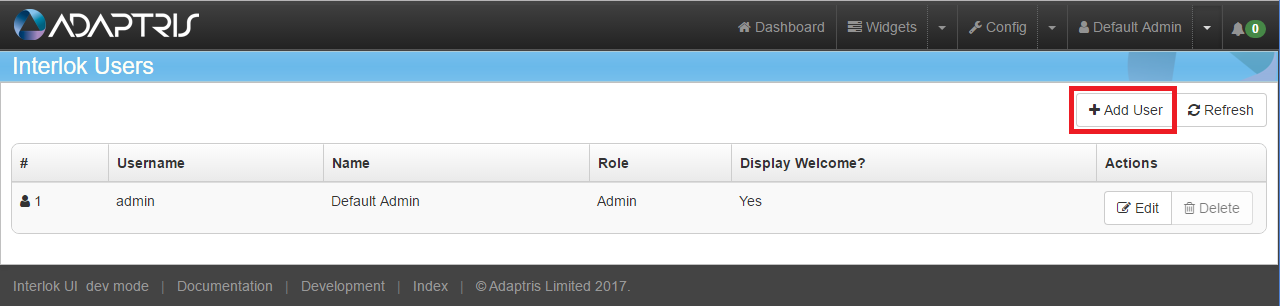 ADAPTRIS Dashboard Widgets Config Default Admin 0
Interlok Users
Add User Refresh
# Username Name Role Display Welcome? Actions
1 admin Default Admin Admin Yes Edit Delete
Interlok UI dev mode | Documentation | Development | Index | © Adaptris Limited 2017.